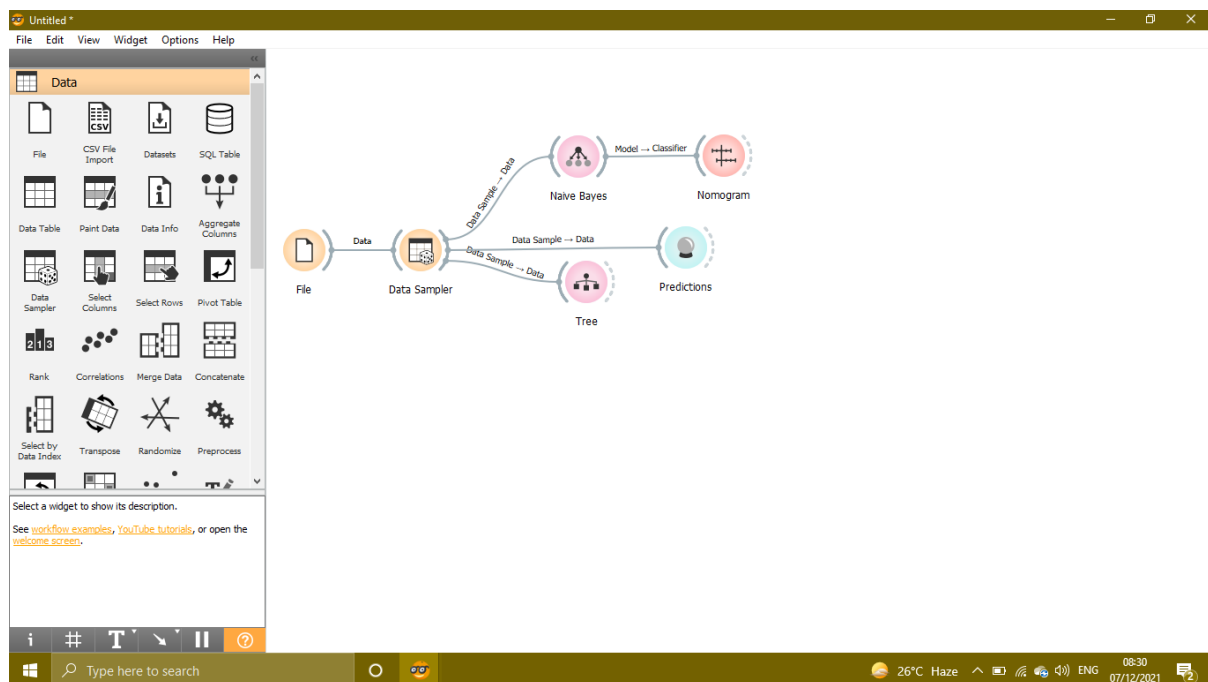 Untitled *
File Edit View Widget Options Help
Data
File
CSV File
Import
Datasets
SQL Table
Data Table
Paint Data
Data Info
Aggregate
Columns
Data
Sampler
Select
Columns
Select Rows
Pivot Table
Rank
Correlations
Merge Data
Concatenate
Select by
Data Index
Transpose
Randomize
Preprocess
Select a widget to show its description.
See workflow examples, YouTube tutorials, or open the
welcome screen.
File
Data
Data Sampler
Data Sample → Data
Naive Bayes
Model → Classifier
Nomogram
Data Sample → Data
Predictions
Data Sample → Data
Tree
Type here to search
26°C Haze
ENG
08:30
07/12/2021
2